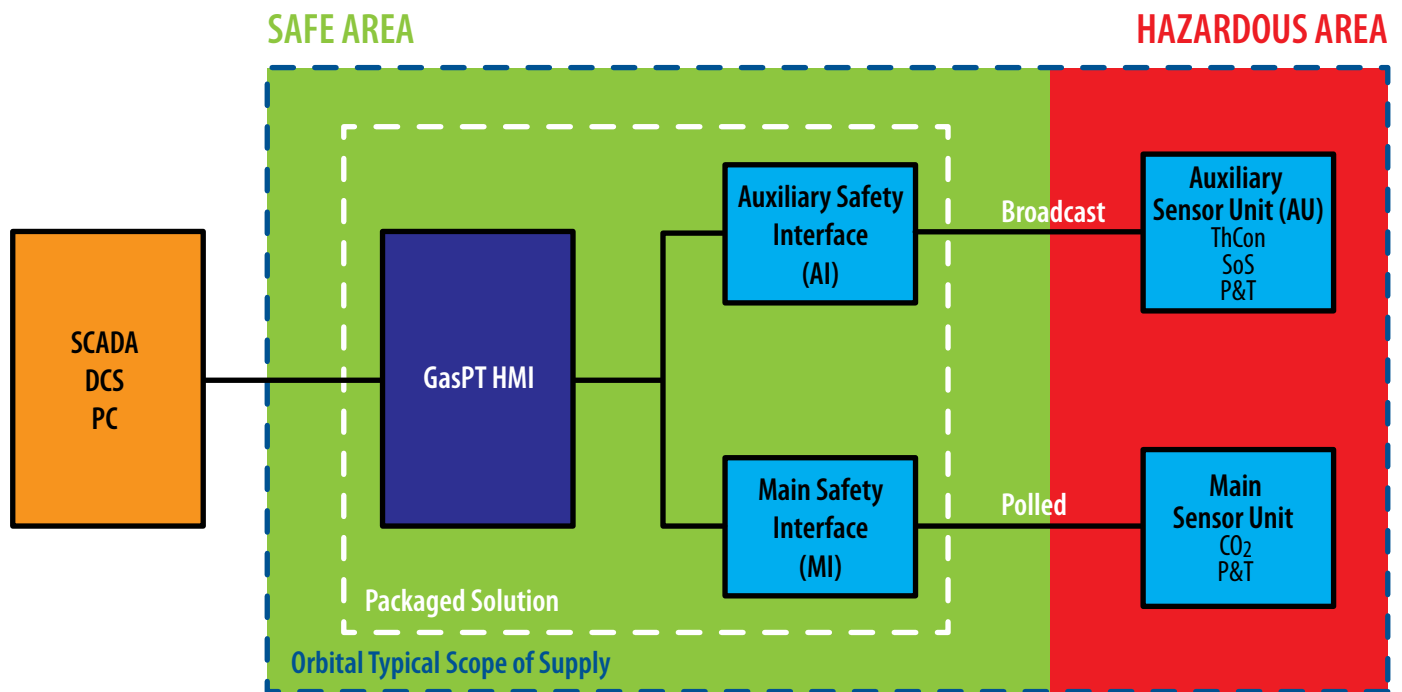 SAFE AREA
HAZARDOUS AREA
SCADA
DCS
PC
GasPT HMI
Auxiliary Safety
Interface
(AI)
Broadcast
Auxiliary
Sensor Unit (AU)
ThCon
SoS
P&T
Main Safety
Interface
(MI)
Polled
Main
Sensor Unit
CO₂
P&T
Packaged Solution
Orbital Typical Scope of Supply